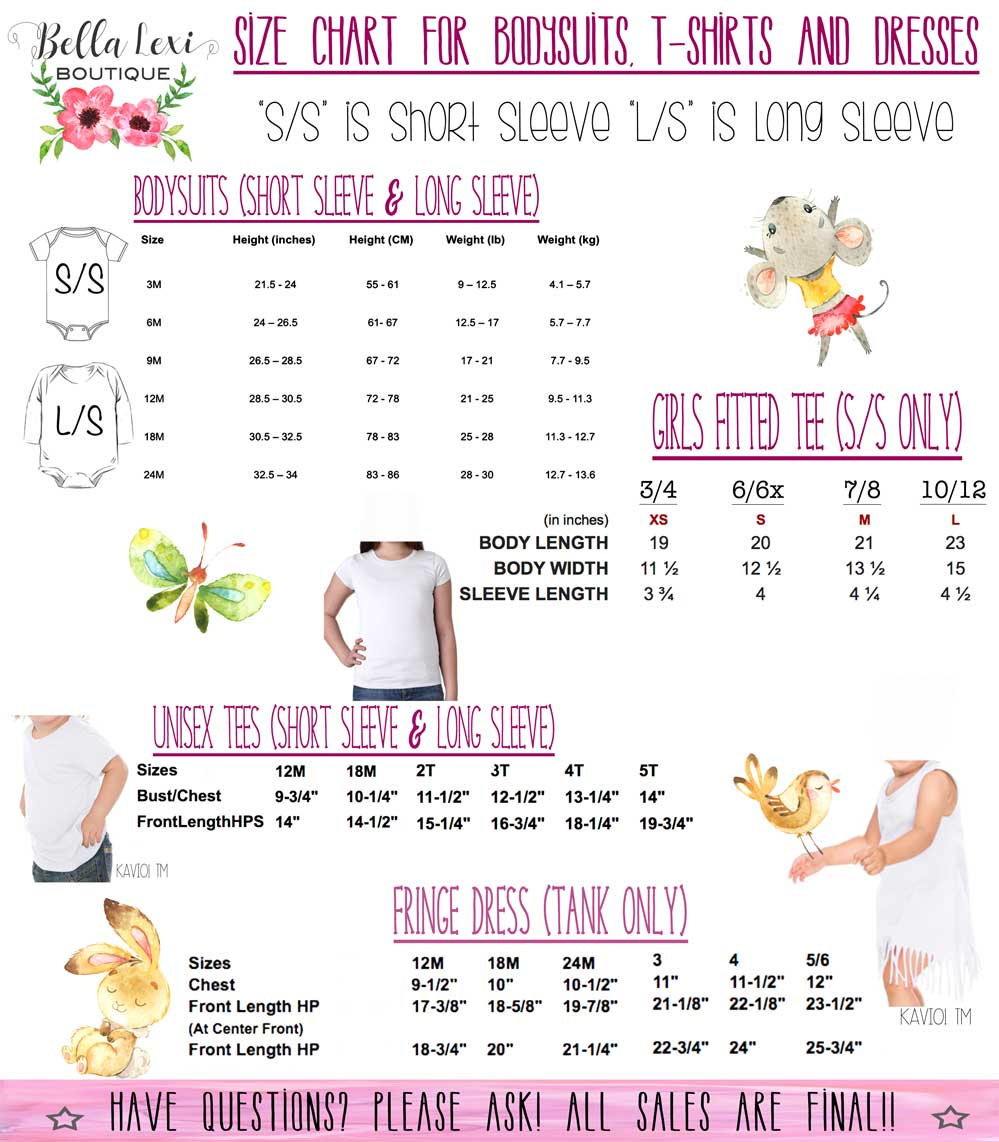 Bella Lexi
BOUTIQUE
SIZE CHART FOR BODYSUITS, T-SHIRTS AND DRESSES
"S/S" is Short Sleeve "L/S" is Long Sleeve
BODYSUITS (SHORT SLEEVE & LONG SLEEVE)
Size Height (inches) Height (CM) Weight (lb) Weight (kg)
S/S
3M 21.5 - 24 55 - 61 9 – 12.5 4.1 – 5.7
6M 24 – 26.5 61- 67 12.5 – 17 5.7 – 7.7
9M 26.5 – 28.5 67 - 72 17 - 21 7.7 - 9.5
12M 28.5 – 30.5 72 - 78 21 - 25 9.5 - 11.3
L/S
18M 30.5 – 32.5 78 - 83 25 - 28 11.3 - 12.7
24M 32.5 – 34 83 - 86 28 - 30 12.7 - 13.6
GIRLS FITTED TEE (S/S ONLY)
3/4 6/6x 7/8 10/12
(in inches) XS S M L
BODY LENGTH 19 20 21 23
BODY WIDTH 11 ½ 12 ½ 13 ½ 15
SLEEVE LENGTH 3 ¾ 4 4 ¼ 4 ½
UNISEX TEES (SHORT SLEEVE & LONG SLEEVE)
Sizes 12M 18M 2T 3T 4T 5T
Bust/Chest 9-3/4" 10-1/4" 11-1/2" 12-1/2" 13-1/4" 14"
FrontLengthHPS 14" 14-1/2" 15-1/4" 16-3/4" 18-1/4" 19-3/4"
KAVIO! TM
FRINGE DRESS (TANK ONLY)
Sizes 12M 18M 24M 3 4 5/6
Chest 9-1/2" 10" 10-1/2" 11" 11-1/2" 12"
Front Length HP 17-3/8" 18-5/8" 19-7/8" 21-1/8" 22-1/8" 23-1/2"
(At Center Front)
Front Length HP 18-3/4" 20" 21-1/4" 22-3/4" 24" 25-3/4"
KAVIO! TM
HAVE QUESTIONS? PLEASE ASK! ALL SALES ARE FINAL!!